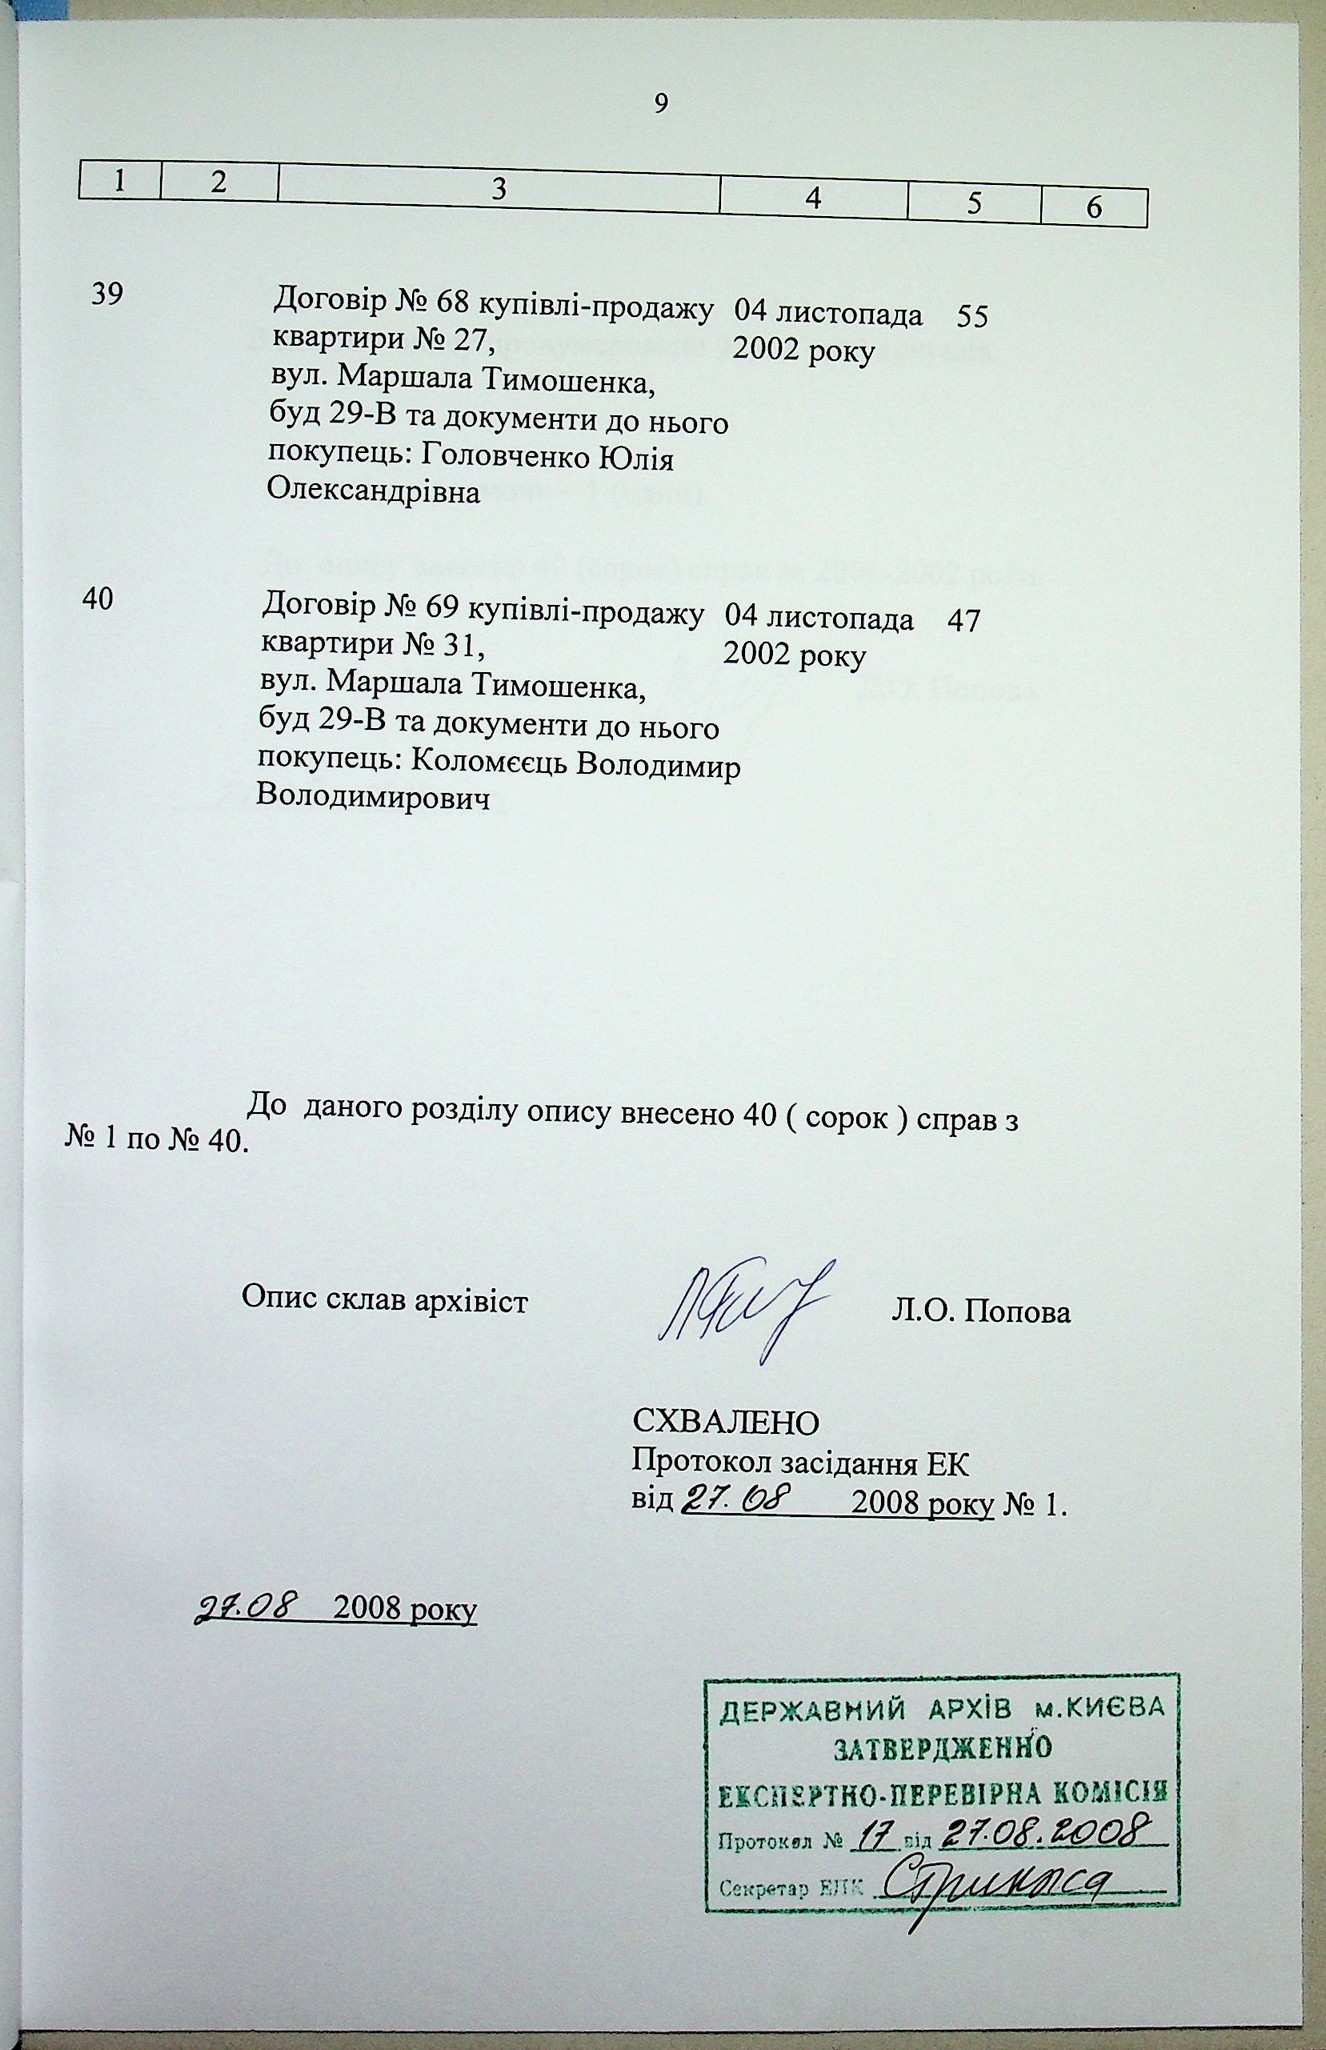 9
1 2 3 4 5 6
39 Договір № 68 купівлі-продажу 04 листопада 55
квартири № 27, 2002 року
вул. Маршала Тимошенка,
буд 29-В та документи до нього
покупець: Головченко Юлія
Олександрівна
40 Договір № 69 купівлі-продажу 04 листопада 47
квартири № 31, 2002 року
вул. Маршала Тимошенка,
буд 29-В та документи до нього
покупець: Коломєєць Володимир
Володимирович
До даного розділу опису внесено 40 ( сорок ) справ з
№ 1 по № 40.
Опис склав архівіст Л.О. Попова
СХВАЛЕНО
Протокол засідання ЕК
від 27.08 2008 року № 1.
27.08 2008 року
ДЕРЖАВНИЙ АРХІВ м.КИЄВА
ЗАТВЕРДЖЕННО
ЕКСПЕРТНО-ПЕРЕВІРНА КОМІСІЯ
Протокол № 17 від 27.08.2008
Секретар ЕПК